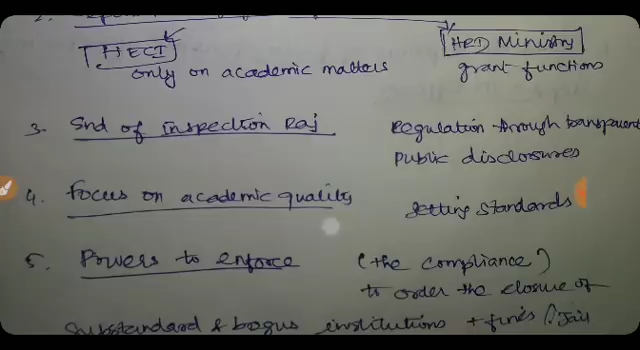 HECI
HRD Ministry
only on academic matters
grant functions
3. End of Inspection Raj
Regulation through transparent
public disclosures
4. Focus on academic quality
Setting standards
5. Powers to enforce
(the compliance)
to order the closure of
substandard & bogus institutions + fines